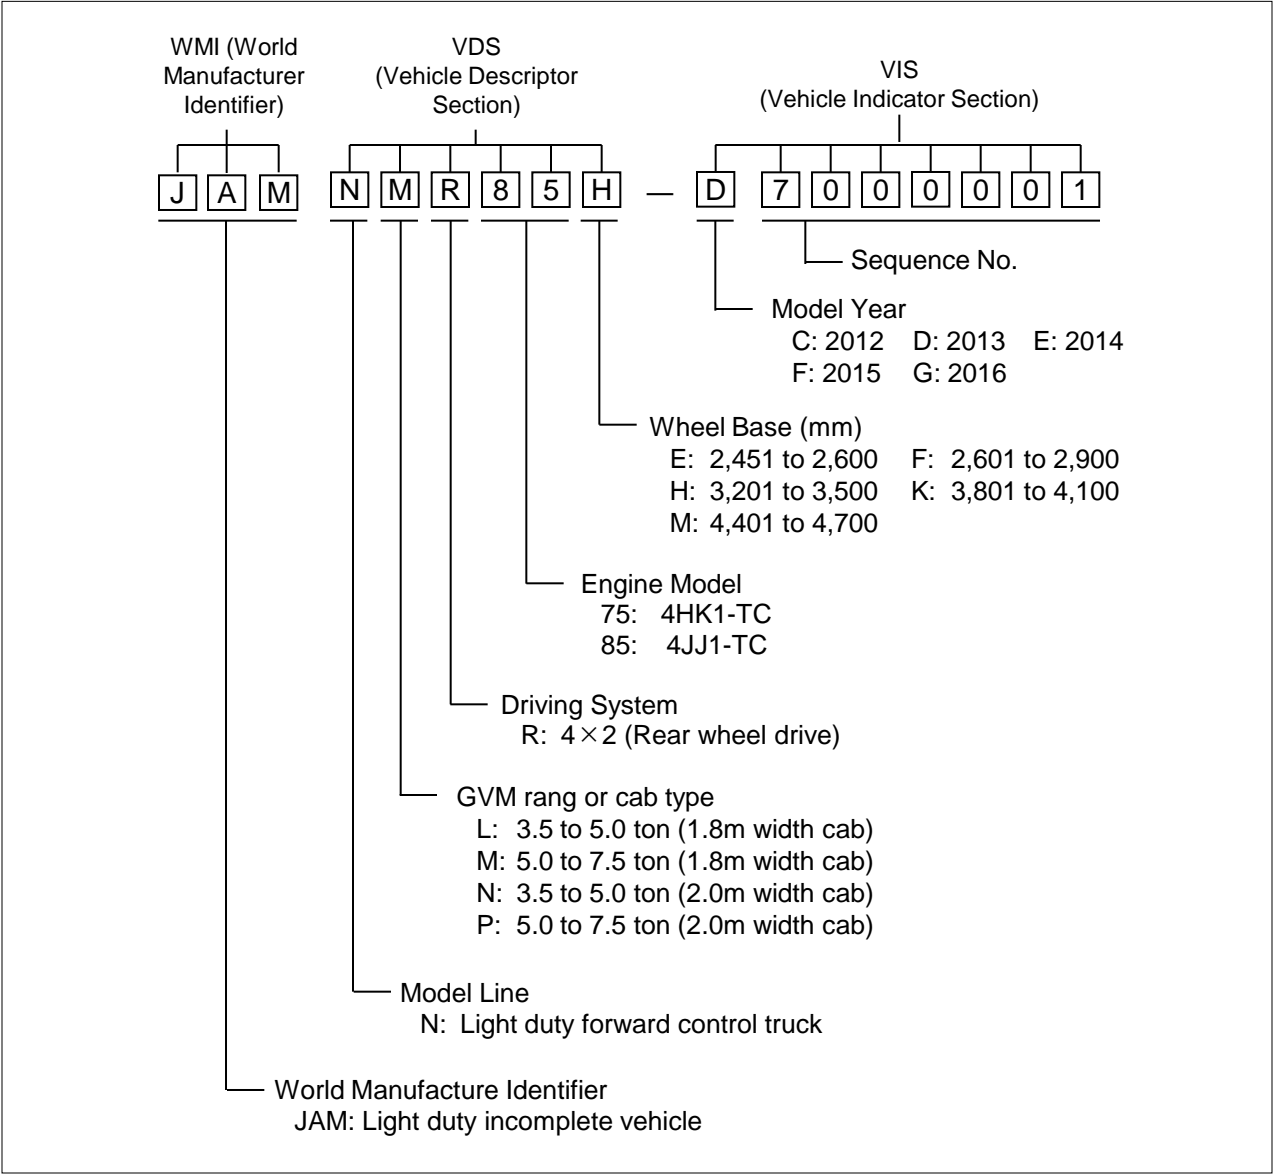 WMI (World
Manufacturer
Identifier)
VDS
(Vehicle Descriptor
Section)
VIS
(Vehicle Indicator Section)
J A M N M R 8 5 H — D 7 0 0 0 0 0 1
Sequence No.
Model Year
C: 2012 D: 2013 E: 2014
F: 2015 G: 2016
Wheel Base (mm)
E: 2,451 to 2,600 F: 2,601 to 2,900
H: 3,201 to 3,500 K: 3,801 to 4,100
M: 4,401 to 4,700
Engine Model
75: 4HK1-TC
85: 4JJ1-TC
Driving System
R: 4×2 (Rear wheel drive)
GVM rang or cab type
L: 3.5 to 5.0 ton (1.8m width cab)
M: 5.0 to 7.5 ton (1.8m width cab)
N: 3.5 to 5.0 ton (2.0m width cab)
P: 5.0 to 7.5 ton (2.0m width cab)
Model Line
N: Light duty forward control truck
World Manufacture Identifier
JAM: Light duty incomplete vehicle